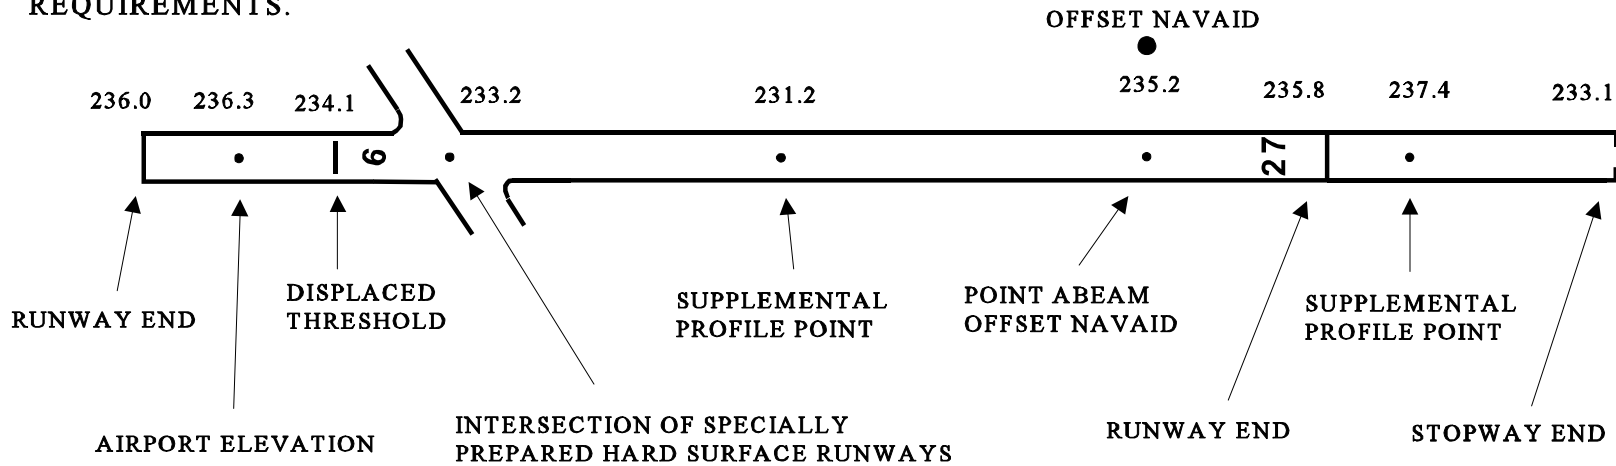 REQUIREMENTS.
OFFSET NAVAID
236.0 236.3 234.1 233.2 231.2 235.2 235.8 237.4 233.1
9 27
RUNWAY END
DISPLACED
THRESHOLD
SUPPLEMENTAL
PROFILE POINT
POINT ABEAM
OFFSET NAVAID
SUPPLEMENTAL
PROFILE POINT
AIRPORT ELEVATION
INTERSECTION OF SPECIALLY
PREPARED HARD SURFACE RUNWAYS
RUNWAY END
STOPWAY END